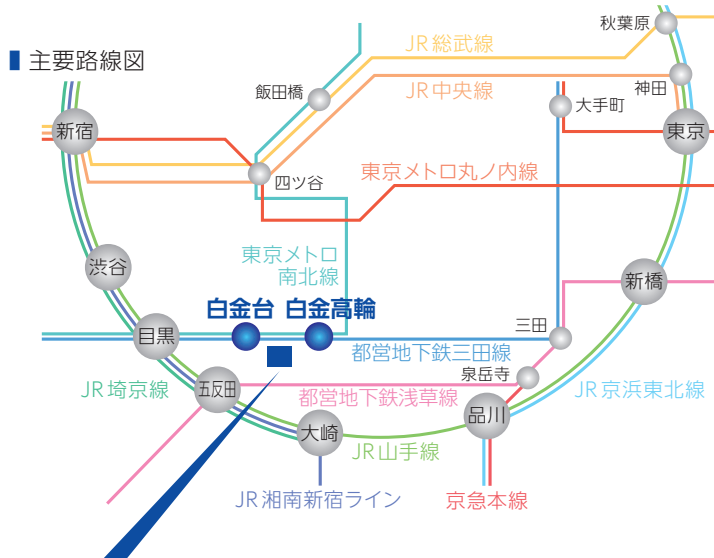 秋葉原
JR総武線
■ 主要路線図
飯田橋
JR中央線
神田
大手町
新宿
東京
四ツ谷
東京メトロ丸ノ内線
東京メトロ
南北線
渋谷
新橋
白金台
白金高輪
三田
目黒
都営地下鉄三田線
泉岳寺
JR埼京線
五反田
都営地下鉄浅草線
JR京浜東北線
品川
大崎
JR山手線
JR湘南新宿ライン
京急本線